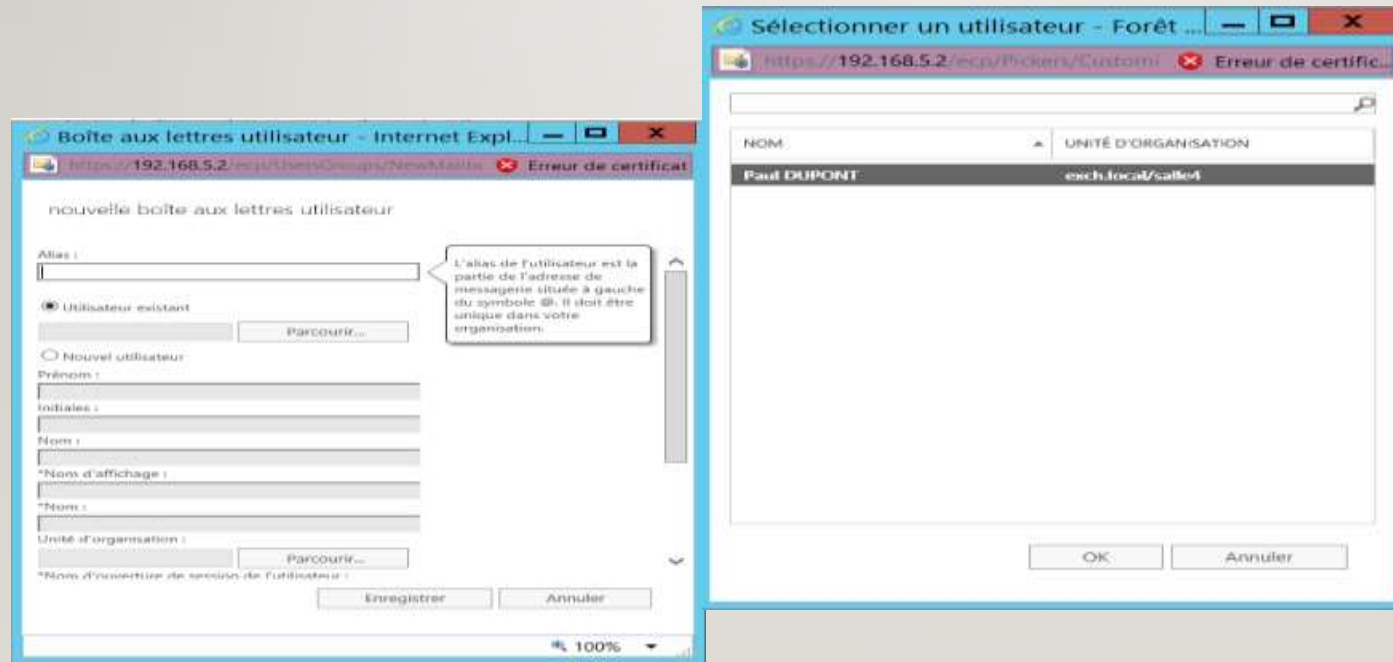 Boîte aux lettres utilisateur - Internet Expl...
https://192.168.5.2/ecp/UsersGroups/NewMailbo
Erreur de certificat
nouvelle boîte aux lettres utilisateur
Alias :
L'alias de l'utilisateur est la
partie de l'adresse de
messagerie située à gauche
du symbole @. Il doit être
unique dans votre
organisation.
Utilisateur existant
Parcourir...
Nouvel utilisateur
Prénom :
Initiales :
Nom :
*Nom d'affichage :
*Nom :
Unité d'organisation :
Parcourir...
*Nom d'ouverture de session de l'utilisateur :
Enregistrer
Annuler
100%
Sélectionner un utilisateur - Forêt ...
https://192.168.5.2/ecp/Pickers/Customi
Erreur de certific...
NOM
UNITÉ D'ORGANISATION
Paul DUPONT
exch.local/salle4
OK
Annuler